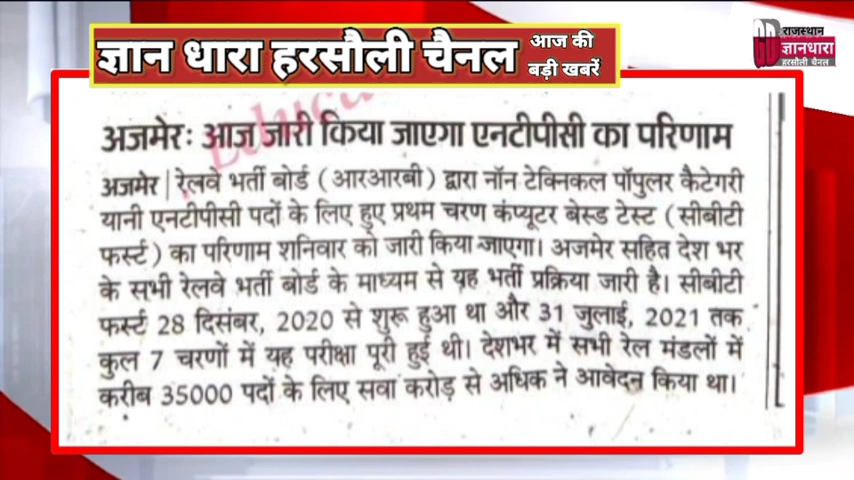 ज्ञान धारा हरसौली चैनल
आज की
बड़ी खबरें
राजस्थान
ज्ञानधारा
हरसौली चैनल
अजमेर: आज जारी किया जाएगा एनटीपीसी का परिणाम
अजमेर | रेलवे भर्ती बोर्ड (आरआरबी) द्वारा नॉन टेक्निकल पॉपुलर कैटेगरी
यानी एनटीपीसी पदों के लिए हुए प्रथम चरण कंप्यूटर बेस्ड टेस्ट (सीबीटी
फर्स्ट) का परिणाम शनिवार को जारी किया जाएगा। अजमेर सहित देश भर
के सभी रेलवे भर्ती बोर्ड के माध्यम से यह भर्ती प्रक्रिया जारी है। सीबीटी
फर्स्ट 28 दिसंबर, 2020 से शुरू हुआ था और 31 जुलाई, 2021 तक
कुल 7 चरणों में यह परीक्षा पूरी हुई थी। देशभर में सभी रेल मंडलों में
करीब 35000 पदों के लिए सवा करोड़ से अधिक ने आवेदन किया था।